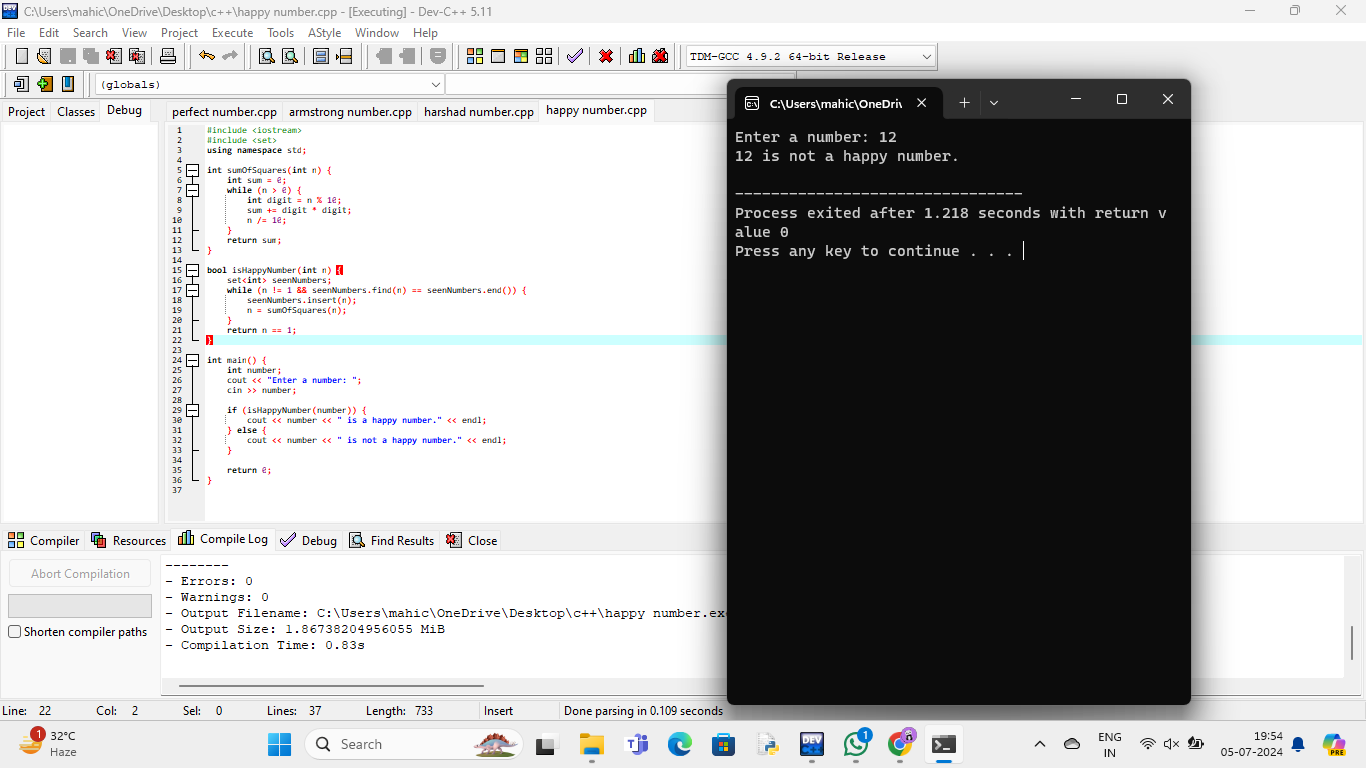 C:\Users\mahic\OneDrive\Desktop\c++\happy number.cpp - [Executing] - Dev-C++ 5.11
File Edit Search View Project Execute Tools AStyle Window Help
TDM-GCC 4.9.2 64-bit Release
(globals)
Project Classes Debug
perfect number.cpp armstrong number.cpp harshad number.cpp happy number.cpp
1 #include <iostream>
2 #include <set>
3 using namespace std;
4
5 int sumOfSquares(int n) {
6 int sum = 0;
7 while (n > 0) {
8 int digit = n % 10;
9 sum += digit * digit;
10 n /= 10;
11 }
12 return sum;
13 }
14
15 bool isHappyNumber(int n) {
16 set<int> seenNumbers;
17 while (n != 1 && seenNumbers.find(n) == seenNumbers.end()) {
18 seenNumbers.insert(n);
19 n = sumOfSquares(n);
20 }
21 return n == 1;
22 }
23
24 int main() {
25 int number;
26 cout << "Enter a number: ";
27 cin >> number;
28
29 if (isHappyNumber(number)) {
30 cout << number << " is a happy number." << endl;
31 } else {
32 cout << number << " is not a happy number." << endl;
33 }
34
35 return 0;
36 }
37
C:\Users\mahic\OneDri
Enter a number: 12
12 is not a happy number.
--------------------------------
Process exited after 1.218 seconds with return v
alue 0
Press any key to continue . . .
Compiler Resources Compile Log Debug Find Results Close
Abort Compilation
Shorten compiler paths
--------
- Errors: 0
- Warnings: 0
- Output Filename: C:\Users\mahic\OneDrive\Desktop\c++\happy number.ex
- Output Size: 1.86738204956055 MiB
- Compilation Time: 0.83s
Line: 22 Col: 2 Sel: 0 Lines: 37 Length: 733 Insert Done parsing in 0.109 seconds
1
32°C
Haze
Search
DEV
1
ENG
IN
19:54
05-07-2024
PRE